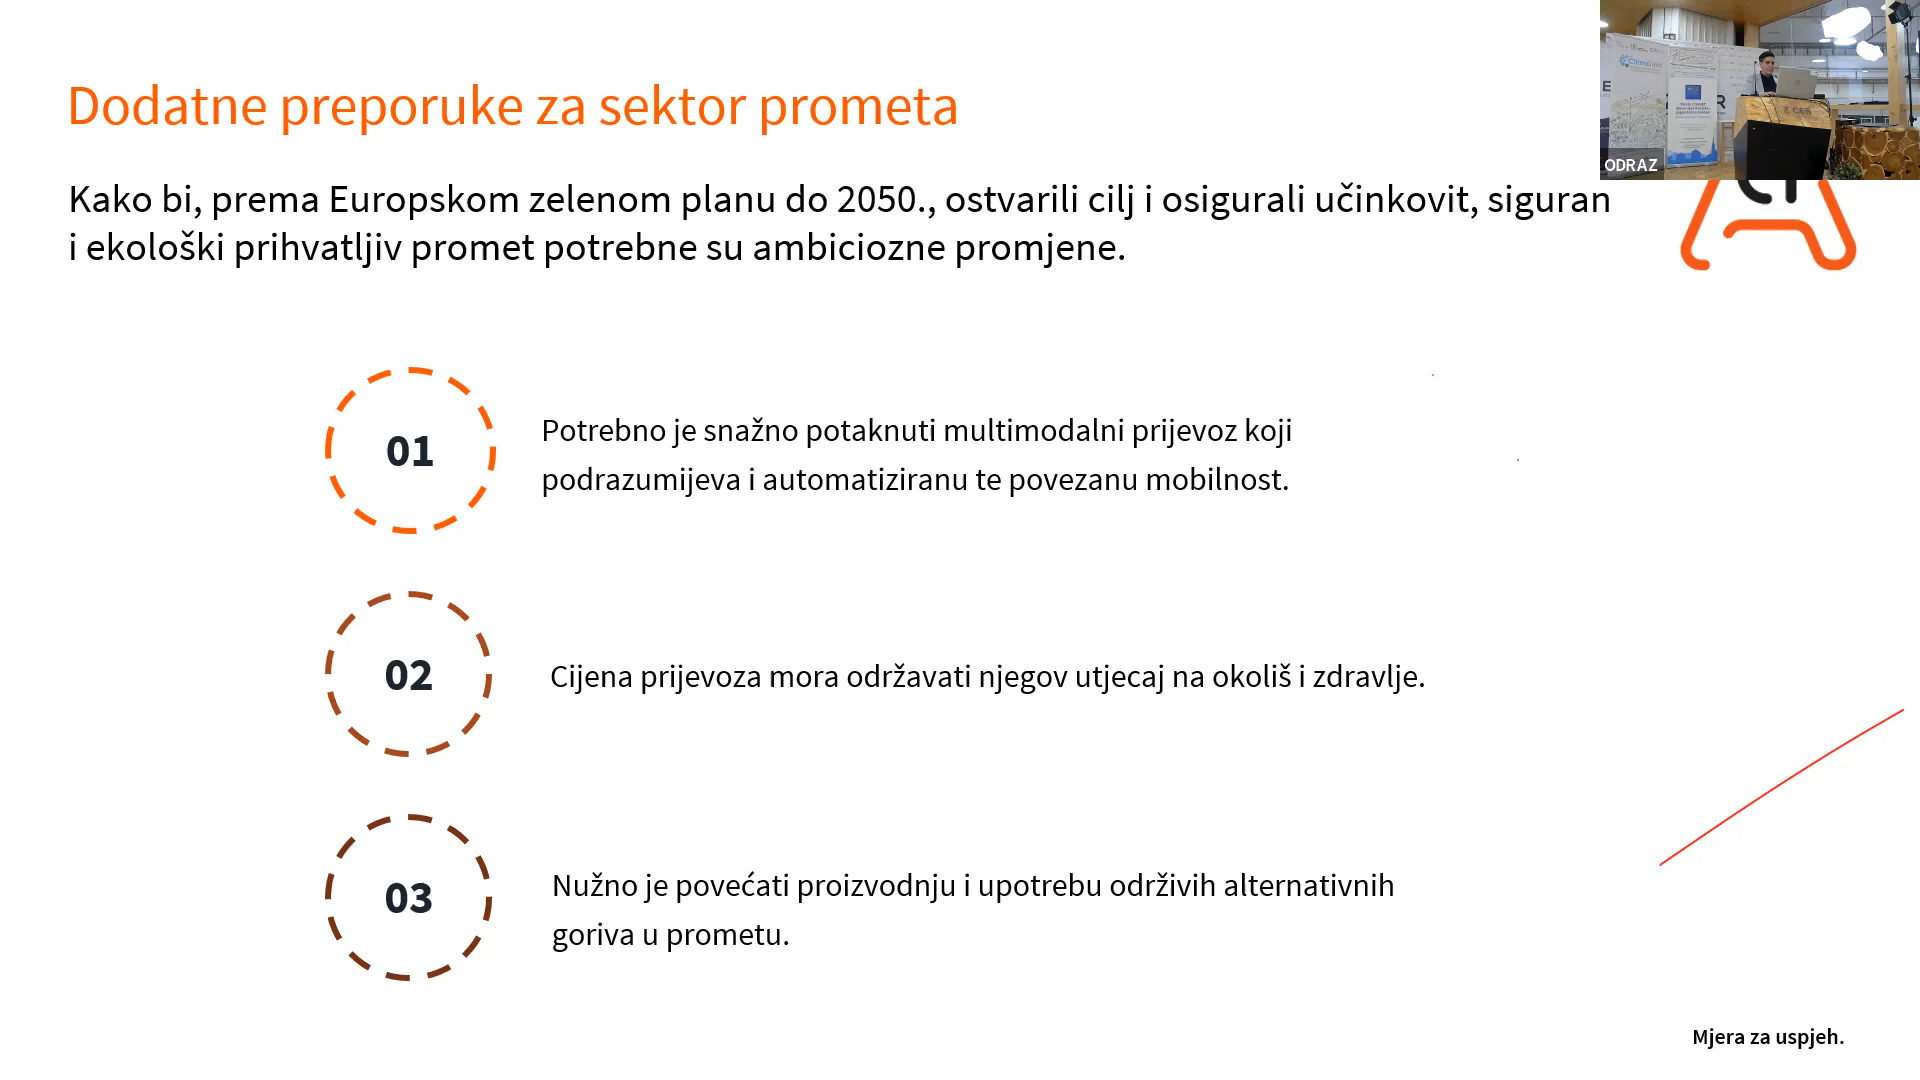 Dodatne preporuke za sektor prometa
Kako bi, prema Europskom zelenom planu do 2050., ostvarili cilj i osigurali učinkovit, siguran
i ekološki prihvatljiv promet potrebne su ambiciozne promjene.
ODRAZ
01
Potrebno je snažno potaknuti multimodalni prijevoz koji
podrazumijeva i automatiziranu te povezanu mobilnost.
02
Cijena prijevoza mora održavati njegov utjecaj na okoliš i zdravlje.
03
Nužno je povećati proizvodnju i upotrebu održivih alternativnih
goriva u prometu.
Mjera za uspjeh.